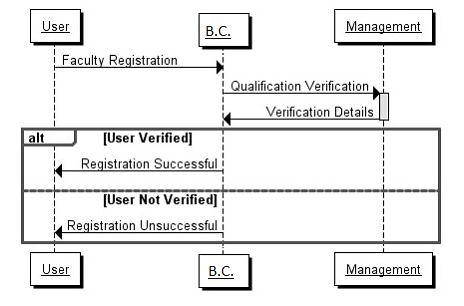 User
B.C.
Management
Faculty Registration
Qualification Verification
Verification Details
alt [User Verified]
Registration Successful
[User Not Verified]
Registration Unsuccessful
User
B.C.
Management